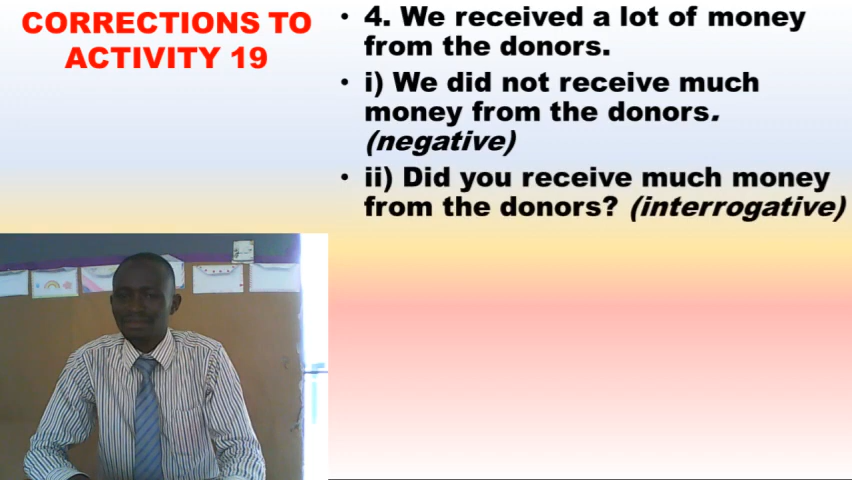 CORRECTIONS TO
ACTIVITY 19
• 4. We received a lot of money
from the donors.
• i) We did not receive much
money from the donors.
(negative)
• ii) Did you receive much money
from the donors? (interrogative)